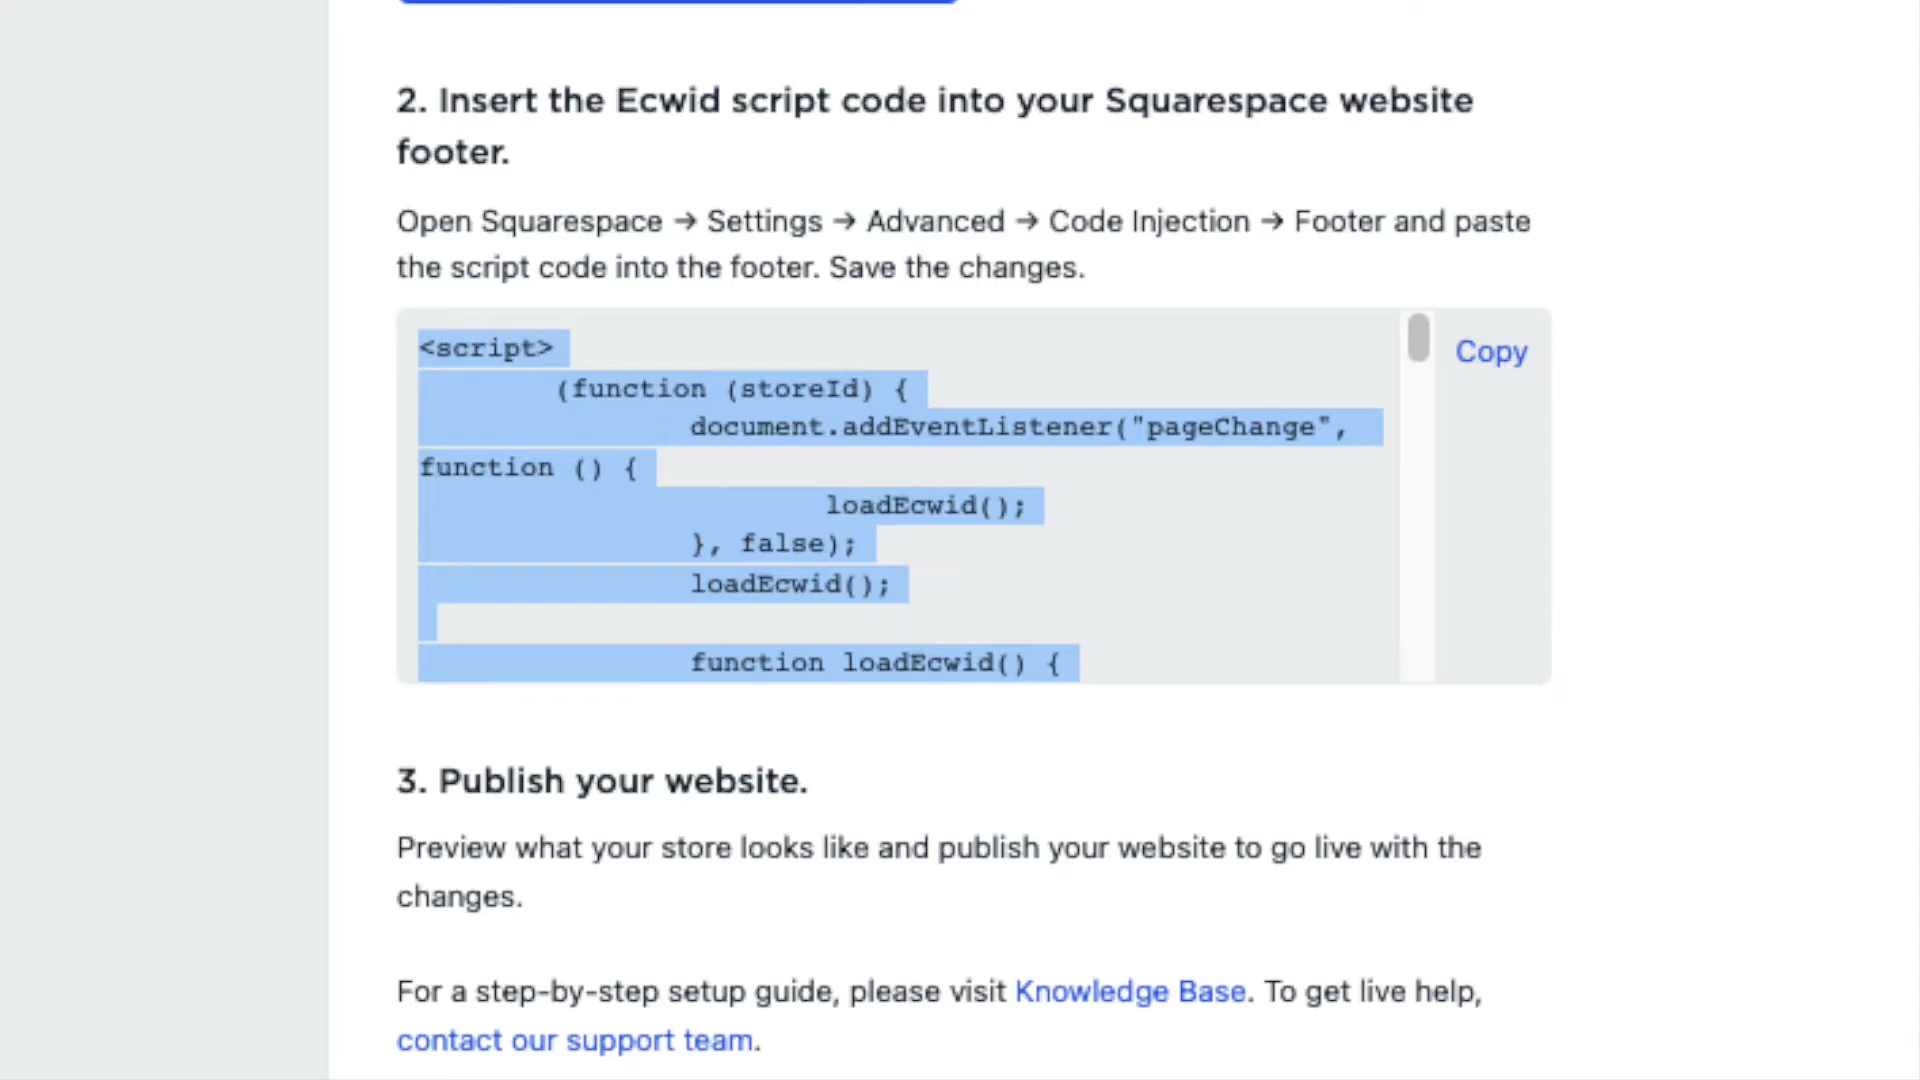 2. Insert the Ecwid script code into your Squarespace website
footer.
Open Squarespace → Settings → Advanced → Code Injection → Footer and paste
the script code into the footer. Save the changes.
<script>
(function (storeId) {
document.addEventListener("pageChange",
function () {
loadEcwid();
}, false);
loadEcwid();
function loadEcwid() {
Copy
3. Publish your website.
Preview what your store looks like and publish your website to go live with the
changes.
For a step-by-step setup guide, please visit Knowledge Base. To get live help,
contact our support team.